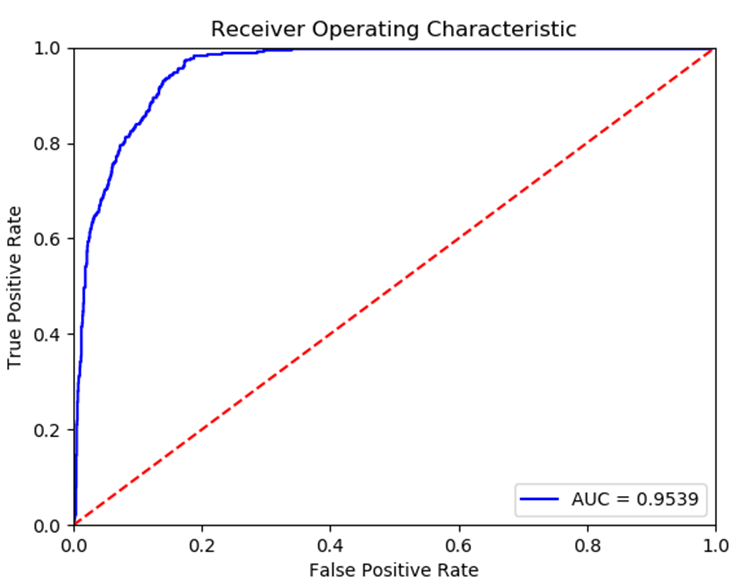 Receiver Operating Characteristic
1.0
0.8
0.6
0.4
0.2
0.0
True Positive Rate
AUC = 0.9539
0.0 0.2 0.4 0.6 0.8 1.0
False Positive Rate